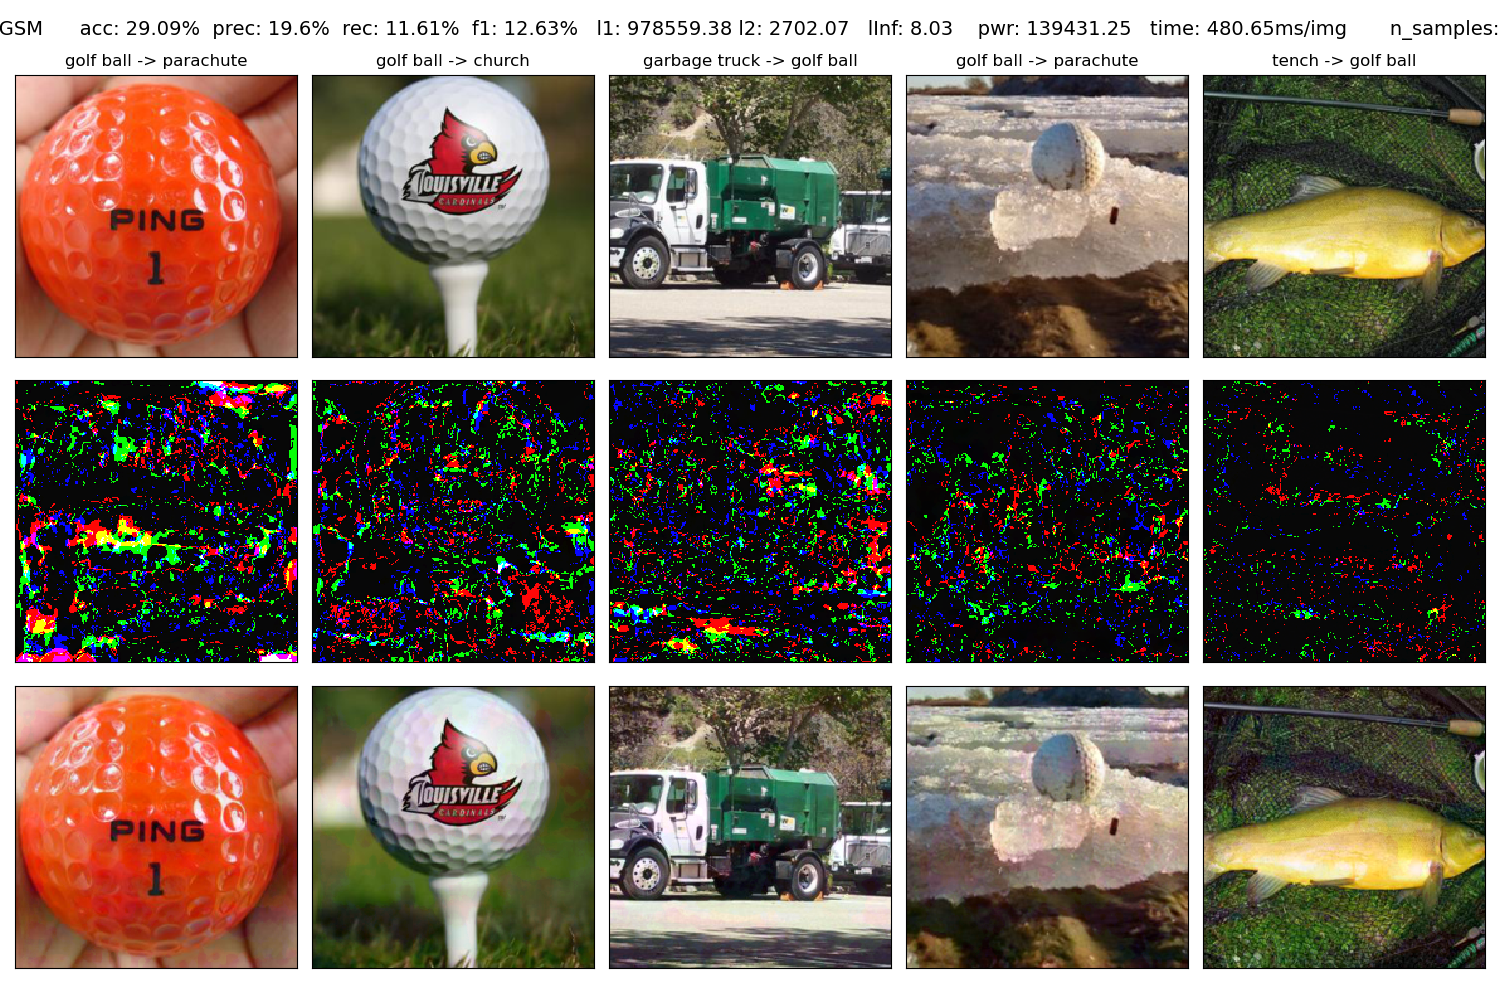 GSM acc: 29.09% prec: 19.6% rec: 11.61% f1: 12.63% l1: 978559.38 l2: 2702.07 lInf: 8.03 pwr: 139431.25 time: 480.65ms/img n_samples:
golf ball -> parachute
golf ball -> church
garbage truck -> golf ball
golf ball -> parachute
tench -> golf ball
PING
1
LOUISVILLE
CARDINALS
PING
1
LOUISVILLE
CARDINALS